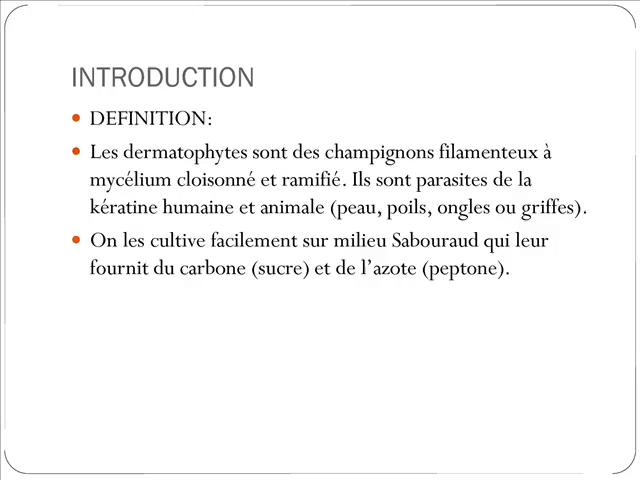 INTRODUCTION
DEFINITION:
Les dermatophytes sont des champignons filamenteux à
mycélium cloisonné et ramifié. Ils sont parasites de la
kératine humaine et animale (peau, poils, ongles ou griffes).
On les cultive facilement sur milieu Sabouraud qui leur
fournit du carbone (sucre) et de l’azote (peptone).